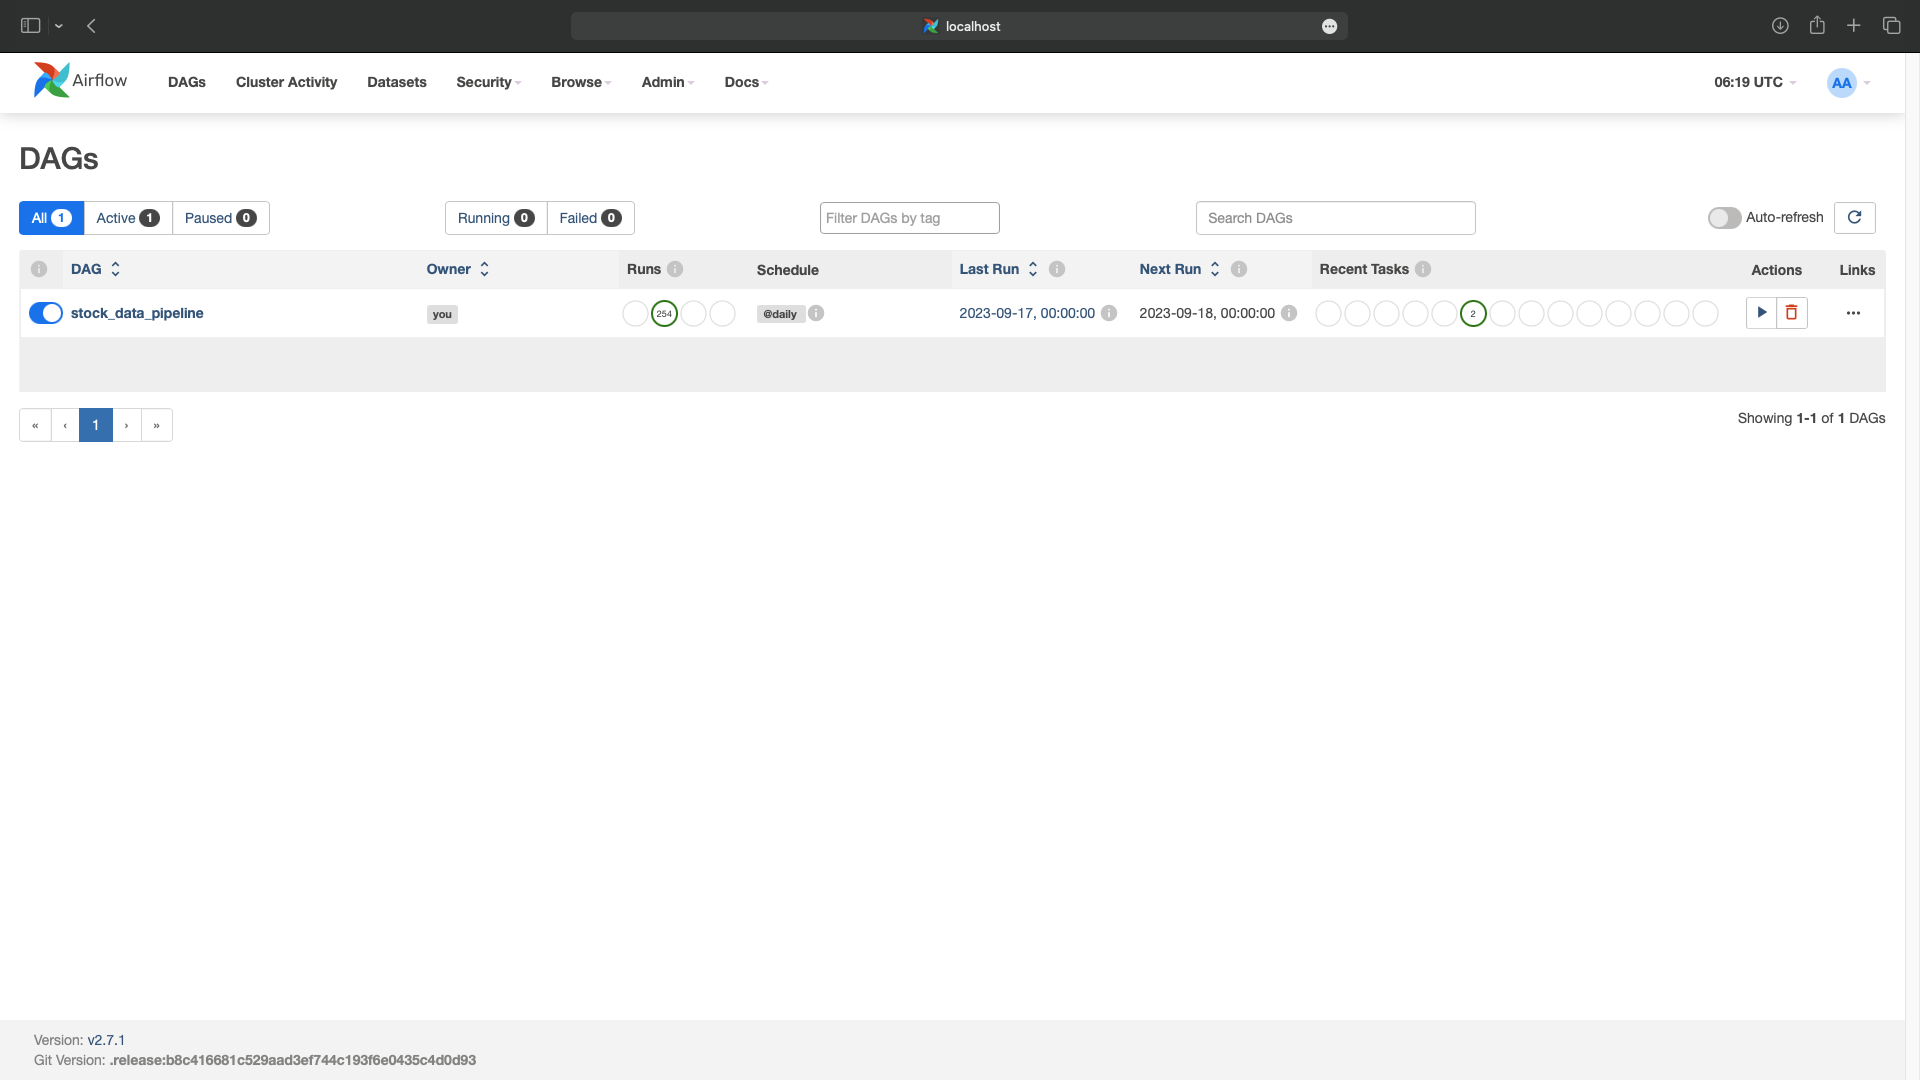 localhost
Airflow DAGs Cluster Activity Datasets Security Browse Admin Docs 06:19 UTC AA
DAGs
All 1 Active 1 Paused 0 Running 0 Failed 0 Filter DAGs by tag Search DAGs Auto-refresh
DAG Owner Runs Schedule Last Run Next Run Recent Tasks Actions Links
stock_data_pipeline you 254 @daily 2023-09-17, 00:00:00 2023-09-18, 00:00:00 2
« ‹ 1 › » Showing 1-1 of 1 DAGs
Version: v2.7.1
Git Version: .release:b8c416681c529aad3ef744c193f6e0435c4d0d93